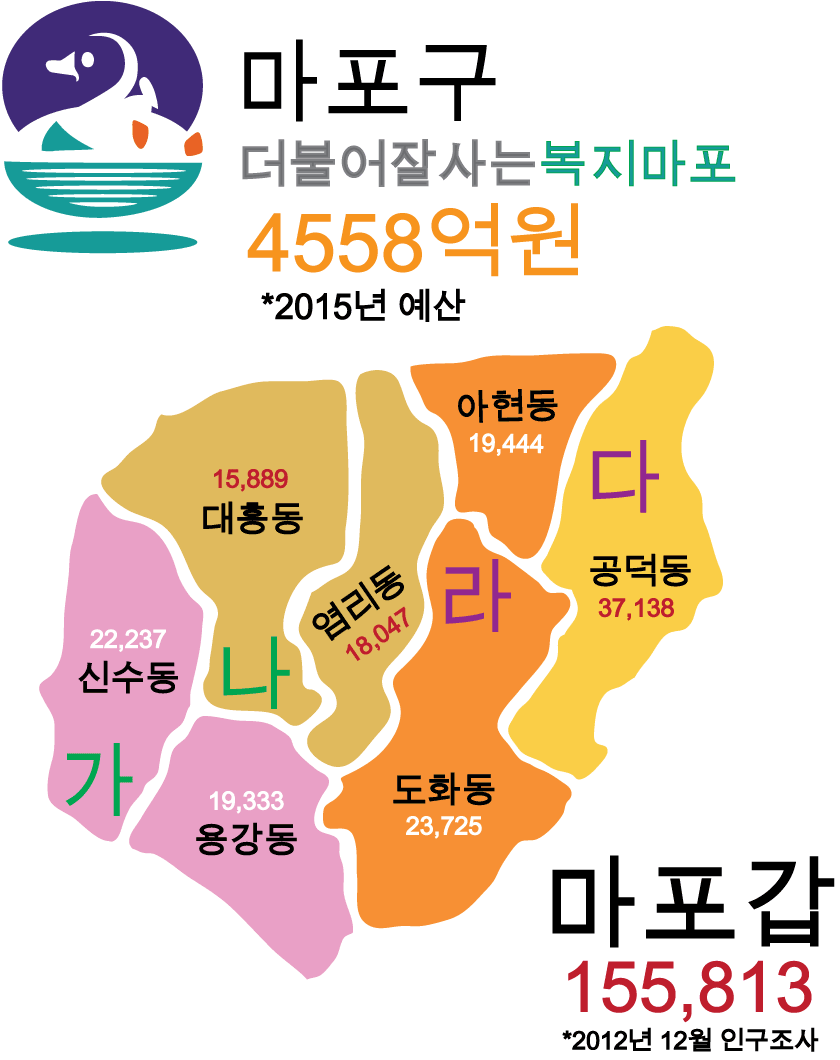 마포구
더불어잘사는복지마포
4558억원
*2015년 예산
아현동
19,444
다
15,889
대흥동
공덕동
37,138
염리동
18,047
라
22,237
신수동
나
가
도화동
23,725
19,333
용강동
마포갑
155,813
*2012년 12월 인구조사